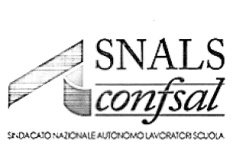 SNALS
confsal
SINDACATO NAZIONALE AUTONOMO LAVORATORI SCUOLA